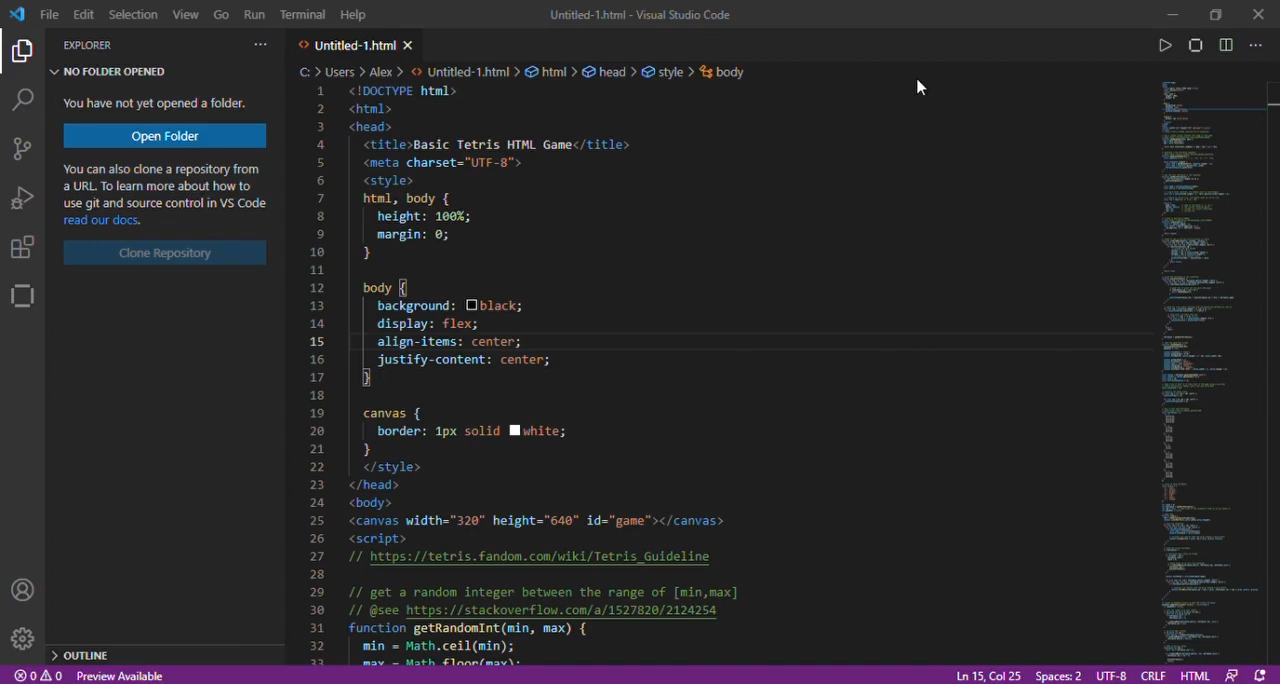 File Edit Selection View Go Run Terminal Help
Untitled-1.html - Visual Studio Code
EXPLORER
NO FOLDER OPENED
You have not yet opened a folder.
Open Folder
You can also clone a repository from
a URL. To learn more about how to
use git and source control in VS Code
read our docs.
Clone Repository
OUTLINE
Untitled-1.html
C: > Users > Alex > Untitled-1.html > html > head > style > body
1 <!DOCTYPE html>
2 <html>
3 <head>
4 <title>Basic Tetris HTML Game</title>
5 <meta charset="UTF-8">
6 <style>
7 html, body {
8 height: 100%;
9 margin: 0;
10 }
11
12 body {
13 background: black;
14 display: flex;
15 align-items: center;
16 justify-content: center;
17 }
18
19 canvas {
20 border: 1px solid white;
21 }
22 </style>
23 </head>
24 <body>
25 <canvas width="320" height="640" id="game"></canvas>
26 <script>
27 // https://tetris.fandom.com/wiki/Tetris_Guideline
28
29 // get a random integer between the range of [min,max]
30 // @see https://stackoverflow.com/a/1527820/2124254
31 function getRandomInt(min, max) {
32 min = Math.ceil(min);
33 max = Math.floor(max);
0 0 Preview Available
Ln 15, Col 25 Spaces: 2 UTF-8 CRLF HTML